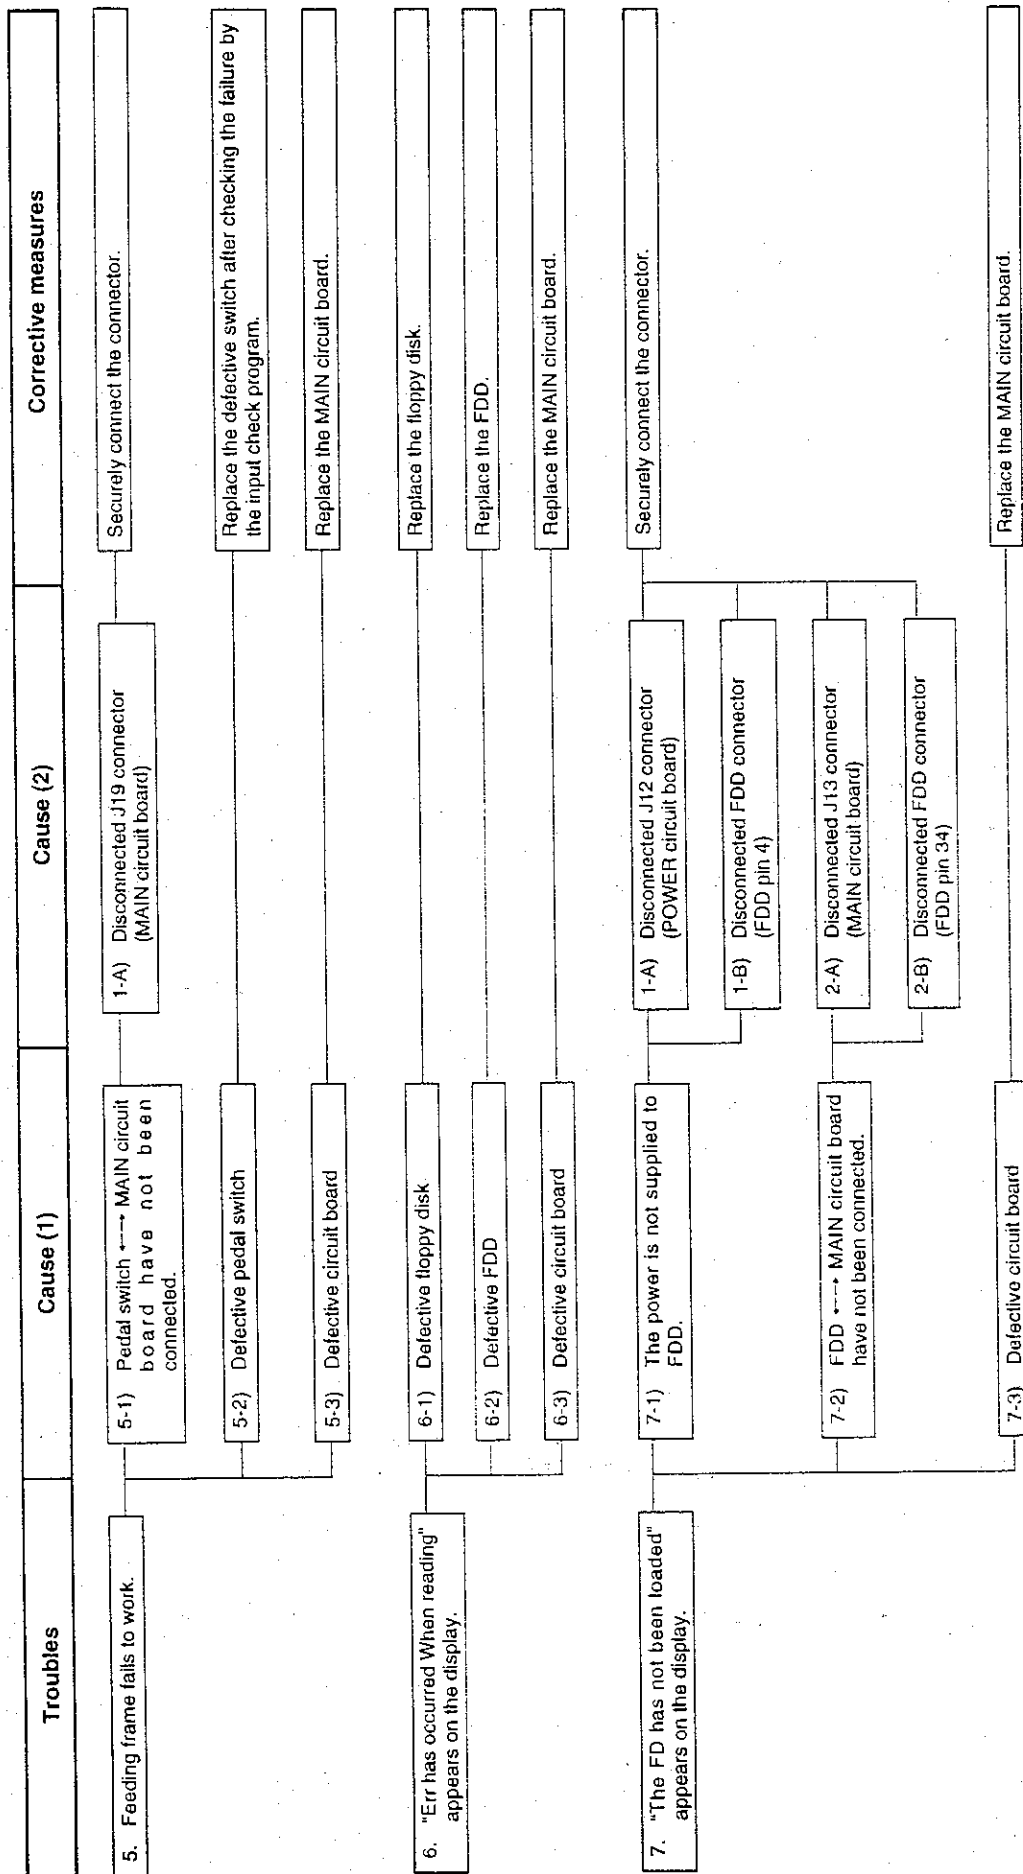 Troubles
Cause (1)
Cause (2)
Corrective measures
5. Feeding frame fails to work.
5-1) Pedal switch ←--→ MAIN circuit
board have not been
connected.
1-A) Disconnected J19 connector
(MAIN circuit board)
Securely connect the connector.
5-2) Defective pedal switch
Replace the defective switch after checking the failure by
the input check program.
5-3) Defective circuit board
Replace the MAIN circuit board.
6. "Err has occurred When reading"
appears on the display.
6-1) Defective floppy disk
Replace the floppy disk.
6-2) Defective FDD
Replace the FDD.
6-3) Defective circuit board
Replace the MAIN circuit board.
7. "The FD has not been loaded"
appears on the display.
7-1) The power is not supplied to
FDD.
1-A) Disconnected J12 connector
(POWER circuit board)
Securely connect the connector.
1-B) Disconnected FDD connector
(FDD pin 4)
7-2) FDD ←--→ MAIN circuit board
have not been connected.
2-A) Disconnected J13 connector
(MAIN circuit board)
2-B) Disconnected FDD connector
(FDD pin 34)
7-3) Defective circuit board
Replace the MAIN circuit board.